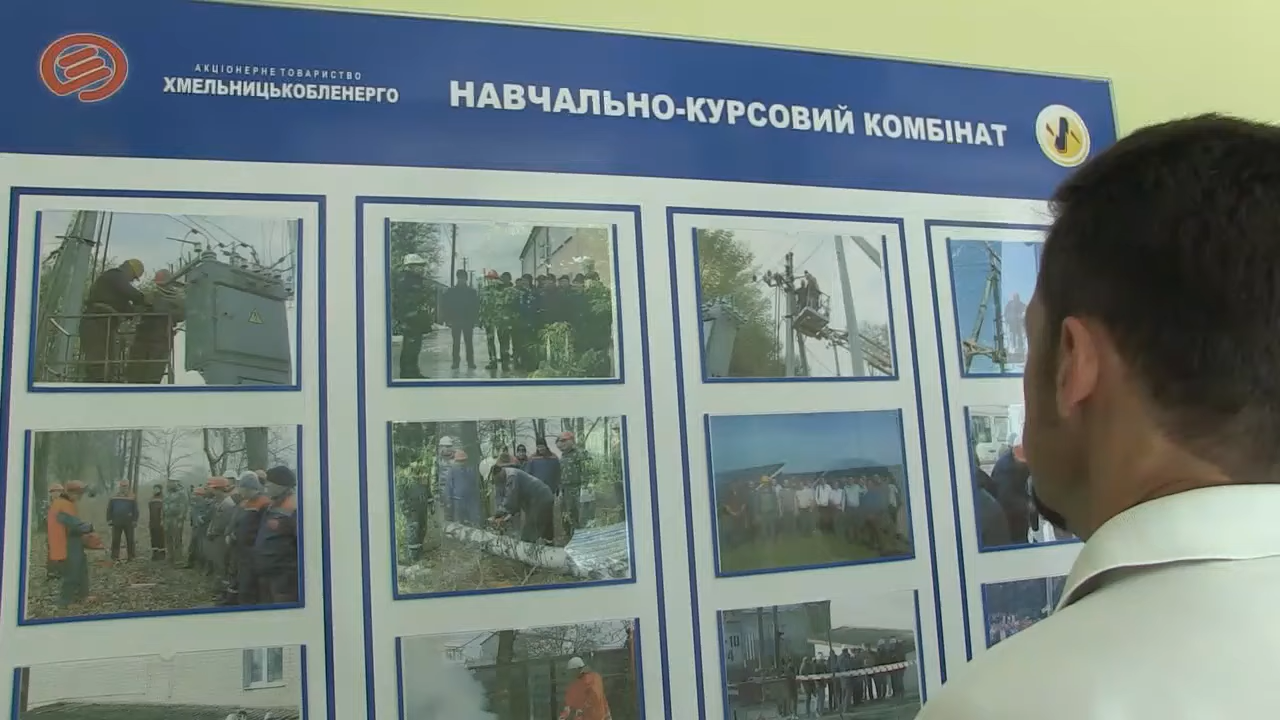 АКЦІОНЕРНЕ ТОВАРИСТВО
ХМЕЛЬНИЦЬКОБЛЕНЕРГО
НАВЧАЛЬНО-КУРСОВИЙ КОМБІНАТ